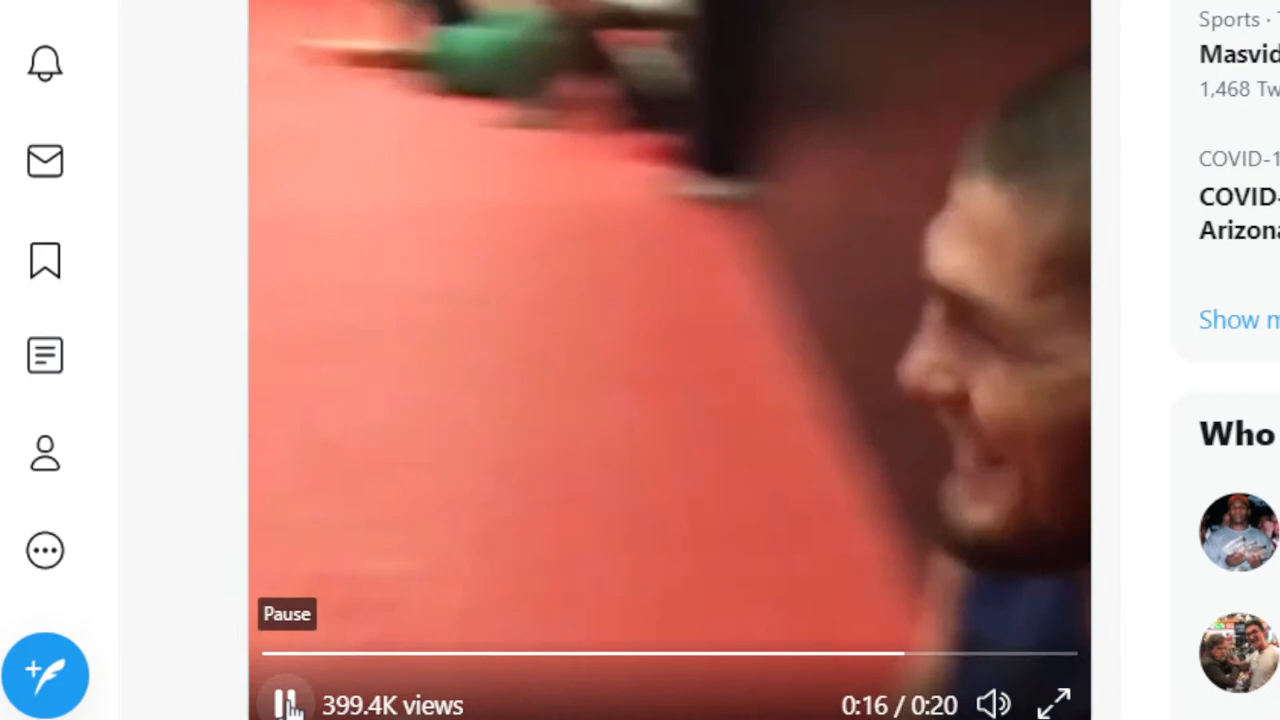 Sports ·
Masvid
1,468 Tw
COVID-1
COVID-
Arizona
Show m
Who
Pause
399.4K views
0:16 / 0:20